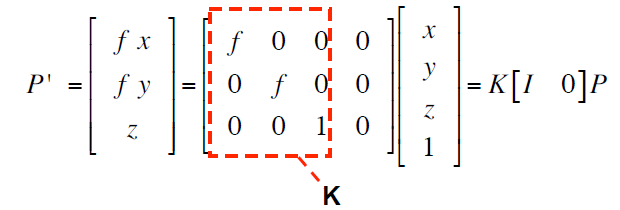 P' = [ f x ; f y ; z ] = [ f 0 0 0 ; 0 f 0 0 ; 0 0 1 0 ] [ x ; y ; z ; 1 ] = K[I 0]P
K